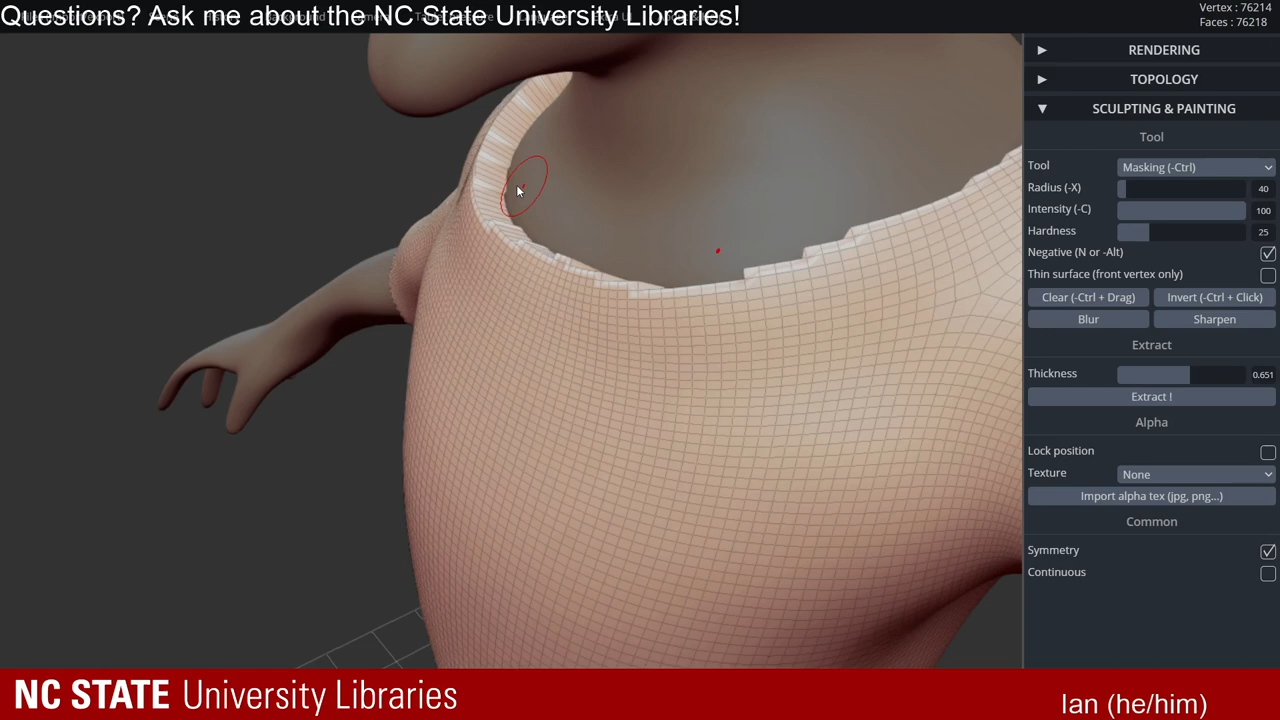 Questions? Ask me about the NC State University Libraries!
Vertex : 76214
Faces : 76218
RENDERING
TOPOLOGY
SCULPTING & PAINTING
Tool
Tool Masking (-Ctrl)
Radius (-X) 40
Intensity (-C) 100
Hardness 25
Negative (N or -Alt)
Thin surface (front vertex only)
Clear (-Ctrl + Drag) Invert (-Ctrl + Click)
Blur Sharpen
Extract
Thickness 0.651
Extract !
Alpha
Lock position
Texture None
Import alpha tex (jpg, png...)
Common
Symmetry
Continuous
NC STATE University Libraries
Ian (he/him)